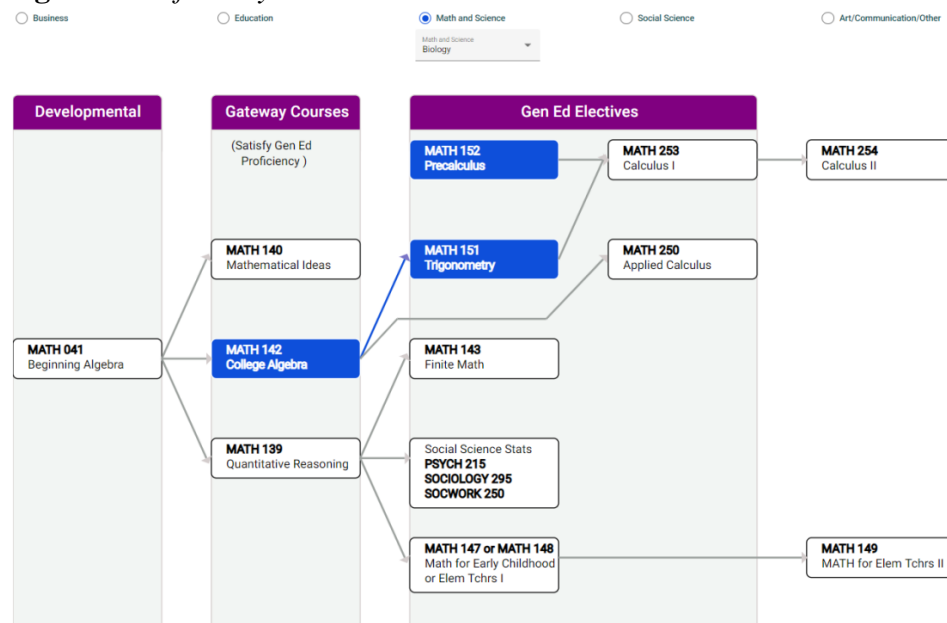 Business
Education
Math and Science
Social Science
Art/Communication/Other
Math and Science
Biology
Developmental
Gateway Courses
Gen Ed Electives
(Satisfy Gen Ed
Proficiency )
MATH 152
Precalculus
MATH 253
Calculus I
MATH 254
Calculus II
MATH 140
Mathematical Ideas
MATH 151
Trigonometry
MATH 250
Applied Calculus
MATH 041
Beginning Algebra
MATH 142
College Algebra
MATH 143
Finite Math
MATH 139
Quantitative Reasoning
Social Science Stats
PSYCH 215
SOCIOLOGY 295
SOCWORK 250
MATH 147 or MATH 148
Math for Early Childhood
or Elem Tchrs I
MATH 149
MATH for Elem Tchrs II